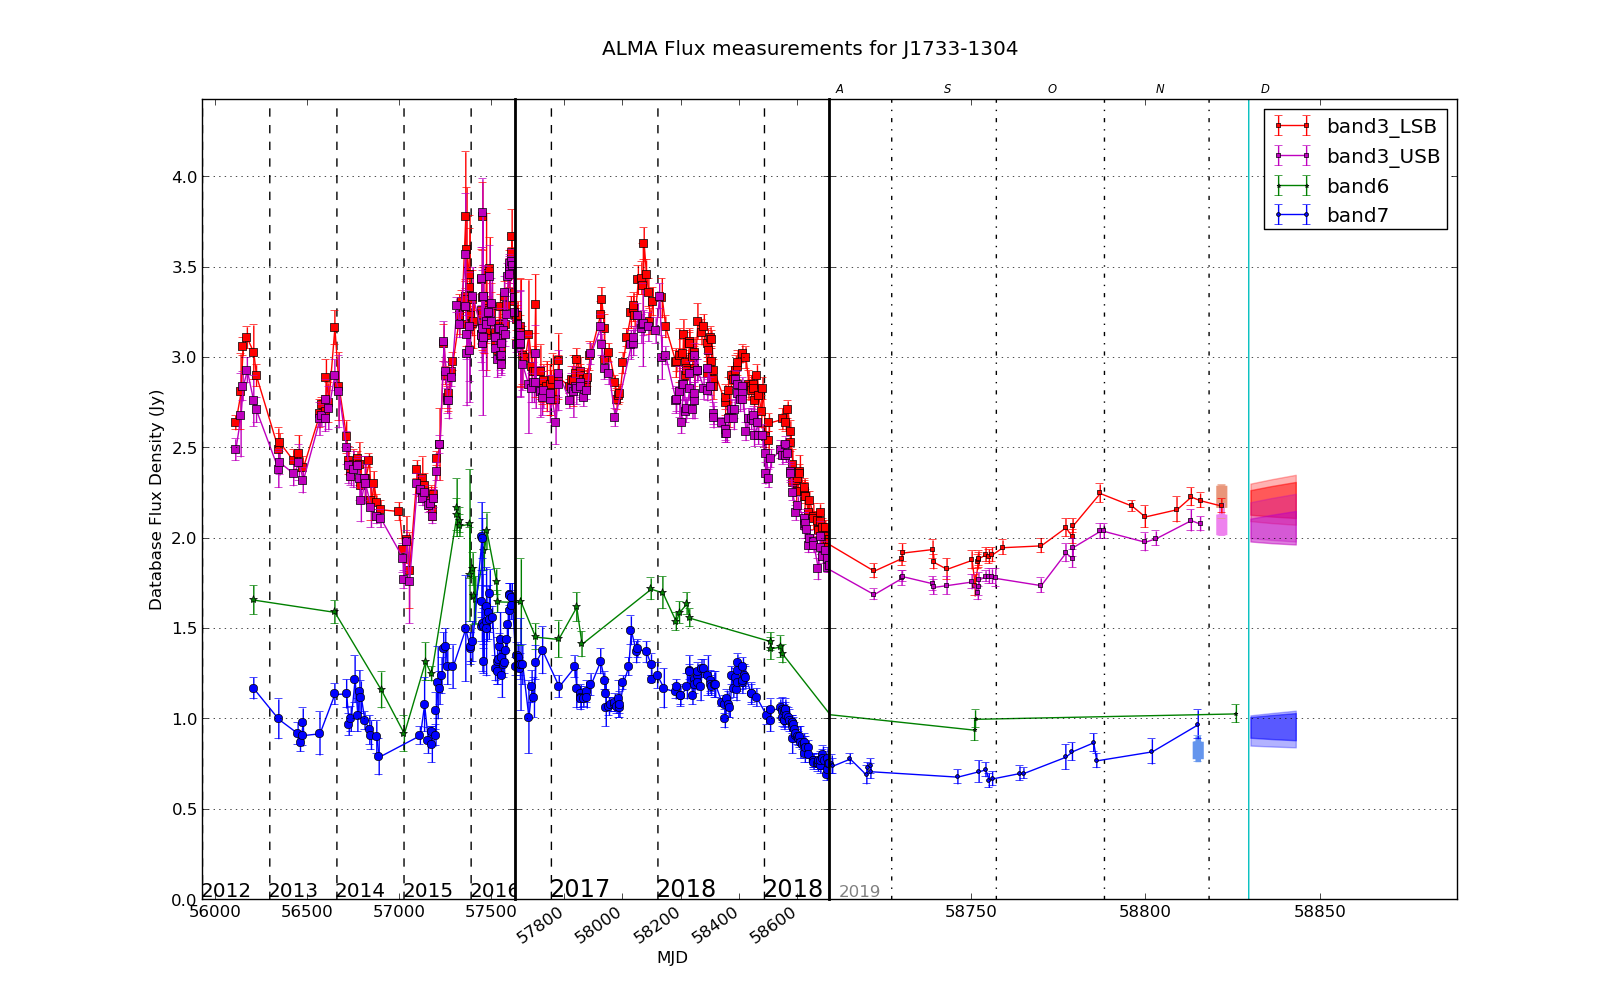 ALMA Flux measurements for J1733-1304
A S O N D
band3_LSB
band3_USB
band6
band7
Database Flux Density (Jy)
4.0
3.5
3.0
2.5
2.0
1.5
1.0
0.5
0.0
2012 2013 2014 2015 2016 2017 2018 2018 2019
56000 56500 57000 57500 57800 58000 58200 58400 58600 58750 58800 58850
MJD